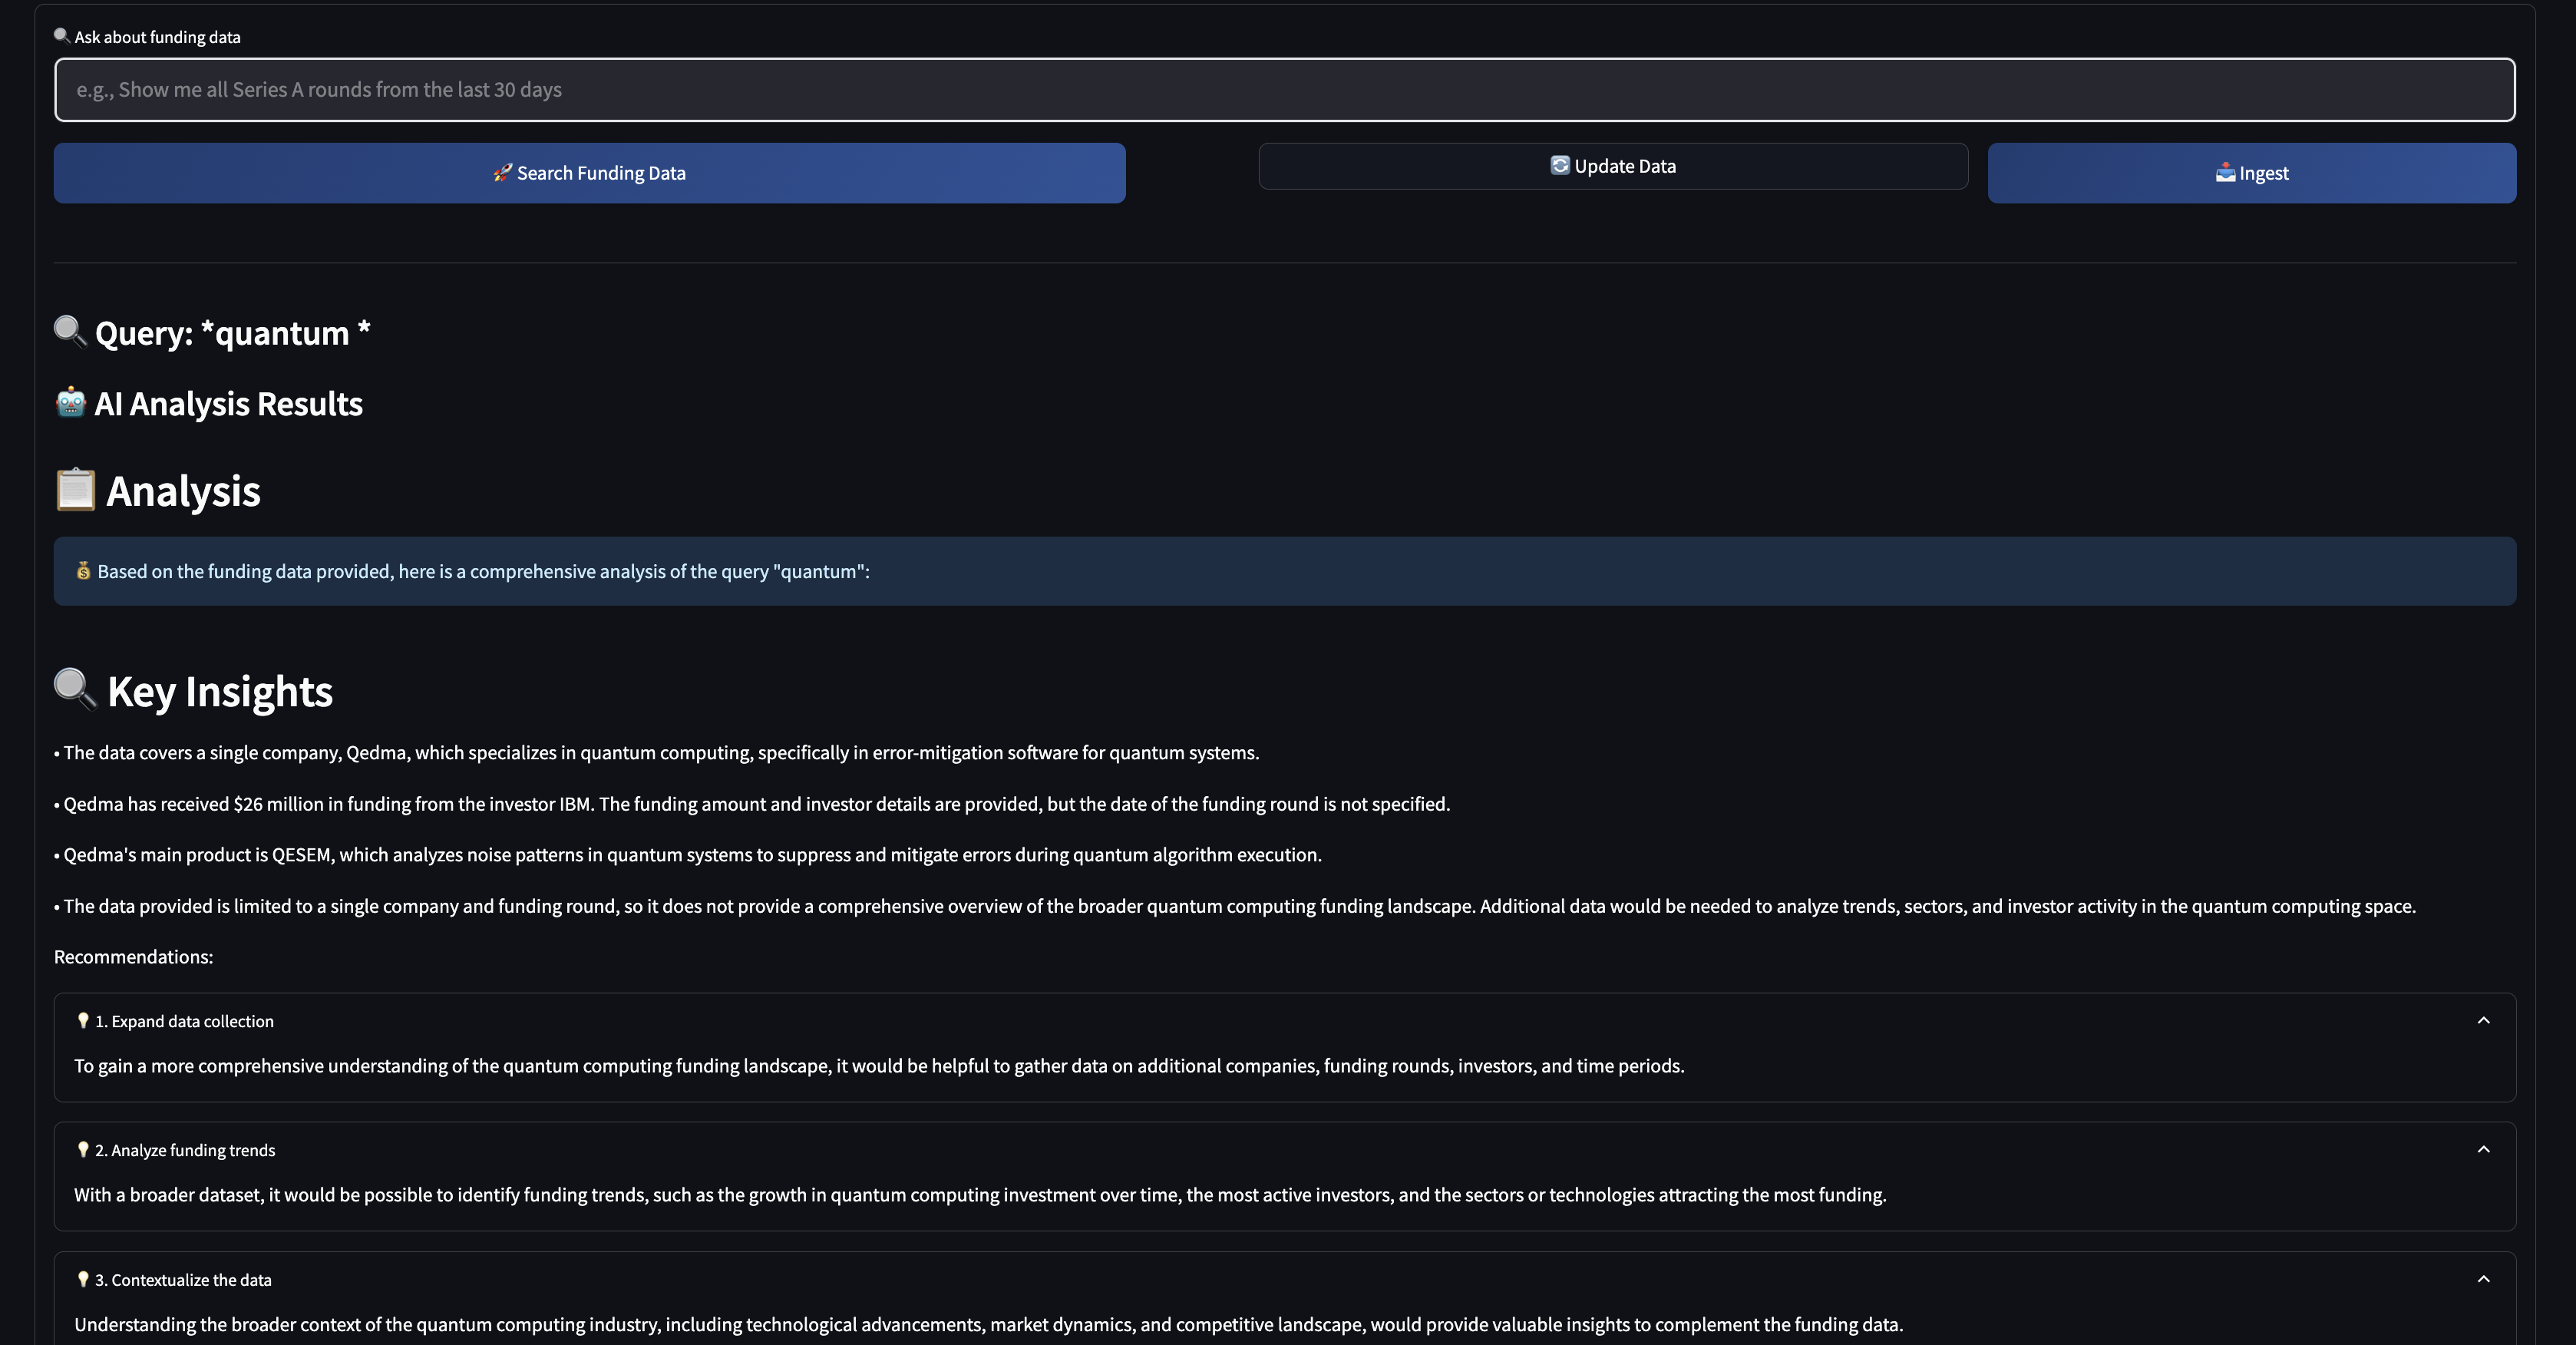 🔍 Ask about funding data
e.g., Show me all Series A rounds from the last 30 days
🚀 Search Funding Data
🔄 Update Data
📥 Ingest
🔍 Query: *quantum *
🤖 AI Analysis Results
📋 Analysis
💰 Based on the funding data provided, here is a comprehensive analysis of the query "quantum":
🔍 Key Insights
• The data covers a single company, Qedma, which specializes in quantum computing, specifically in error-mitigation software for quantum systems.
• Qedma has received $26 million in funding from the investor IBM. The funding amount and investor details are provided, but the date of the funding round is not specified.
• Qedma's main product is QESEM, which analyzes noise patterns in quantum systems to suppress and mitigate errors during quantum algorithm execution.
• The data provided is limited to a single company and funding round, so it does not provide a comprehensive overview of the broader quantum computing funding landscape. Additional data would be needed to analyze trends, sectors, and investor activity in the quantum computing space.
Recommendations:
💡 1. Expand data collection
To gain a more comprehensive understanding of the quantum computing funding landscape, it would be helpful to gather data on additional companies, funding rounds, investors, and time periods.
💡 2. Analyze funding trends
With a broader dataset, it would be possible to identify funding trends, such as the growth in quantum computing investment over time, the most active investors, and the sectors or technologies attracting the most funding.
💡 3. Contextualize the data
Understanding the broader context of the quantum computing industry, including technological advancements, market dynamics, and competitive landscape, would provide valuable insights to complement the funding data.